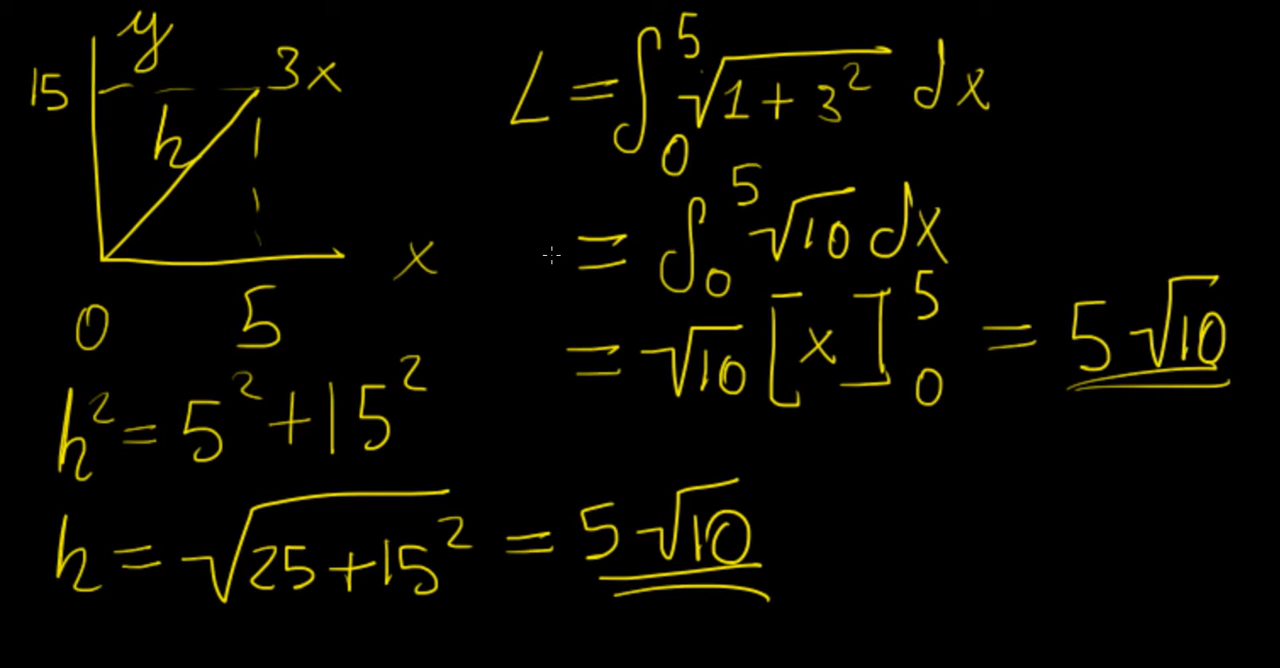 y
15
3x
h
x
0 5
h² = 5² + 15²
h = √(25 + 15²) = 5√10
L = ∫₀⁵ √(1 + 3²) dx
= ∫₀⁵ √10 dx
= √10 [x]₀⁵ = 5√10